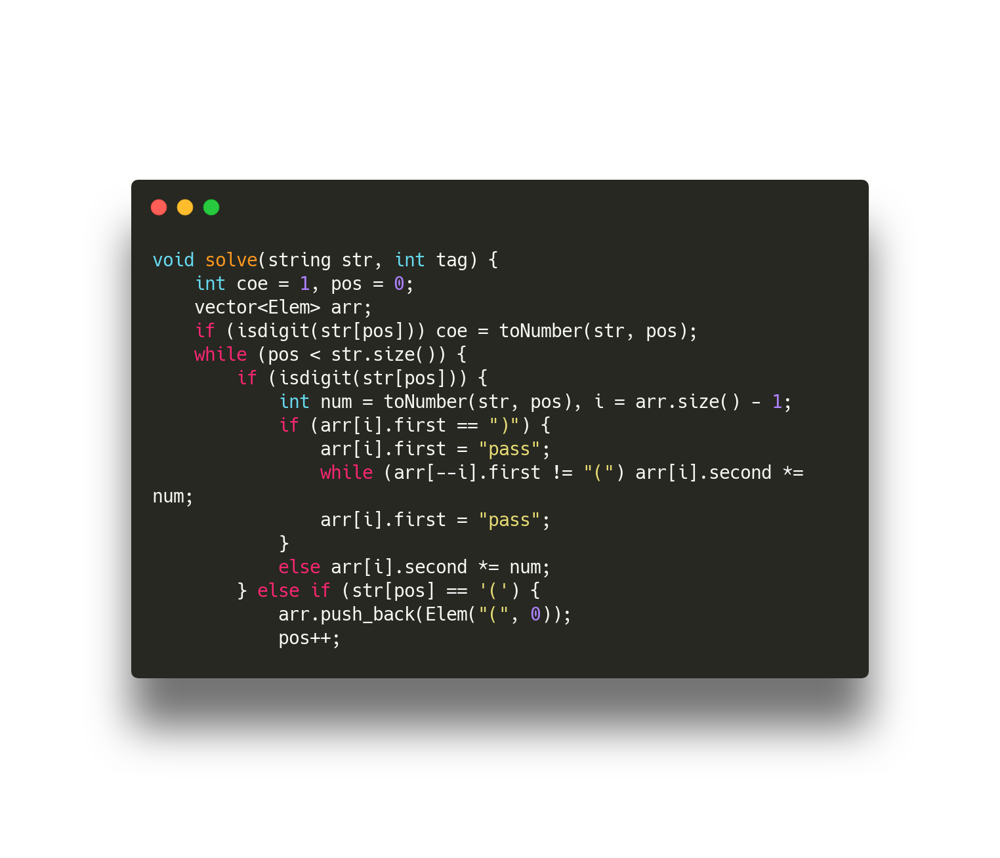 void solve(string str, int tag) {
    int coe = 1, pos = 0;
    vector<Elem> arr;
    if (isdigit(str[pos])) coe = toNumber(str, pos);
    while (pos < str.size()) {
        if (isdigit(str[pos])) {
            int num = toNumber(str, pos), i = arr.size() - 1;
            if (arr[i].first == ")") {
                arr[i].first = "pass";
                while (arr[--i].first != "(") arr[i].second *=
num;
                arr[i].first = "pass";
            }
            else arr[i].second *= num;
        } else if (str[pos] == '(') {
            arr.push_back(Elem("(", 0));
            pos++;